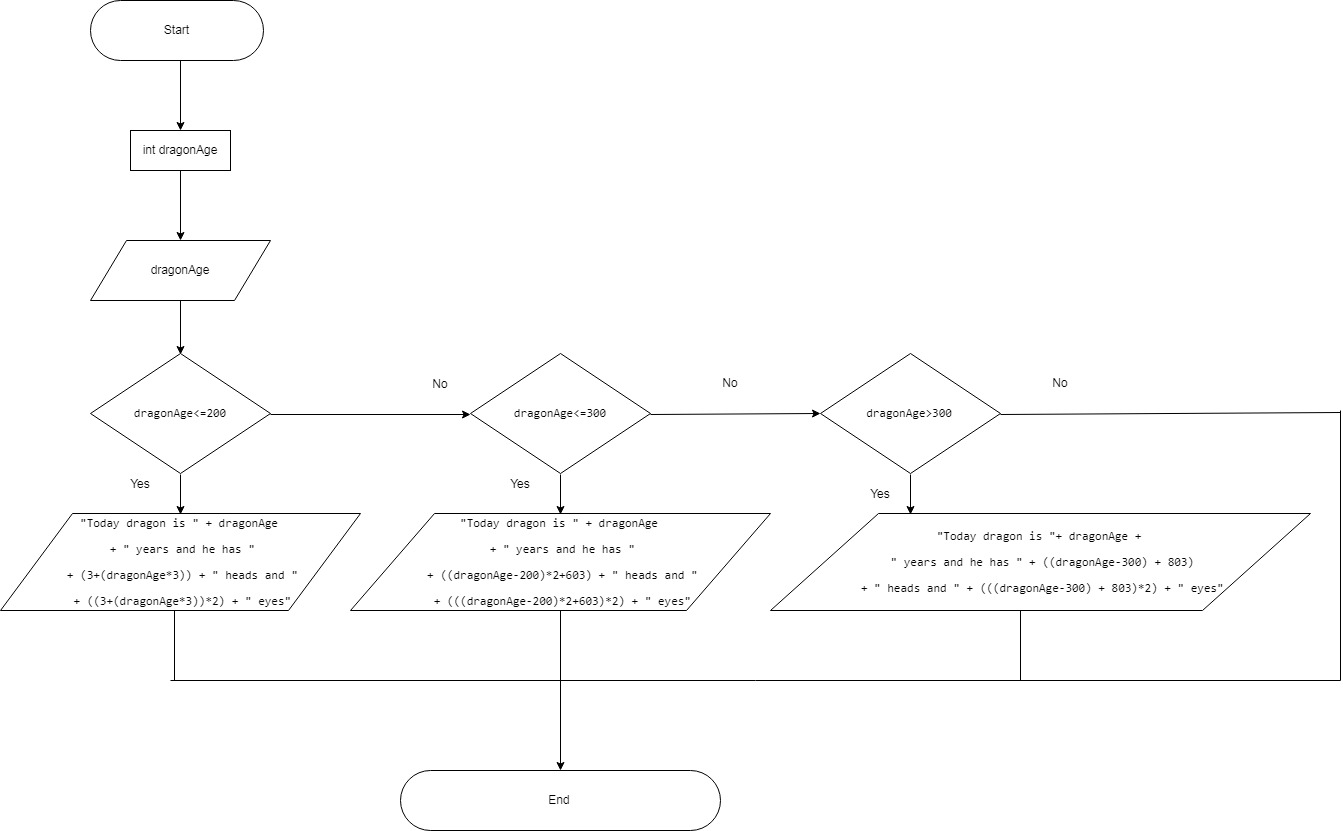 Start
int dragonAge
dragonAge
No
No
No
dragonAge<=200
dragonAge<=300
dragonAge>300
Yes
Yes
Yes
"Today dragon is " + dragonAge
+ " years and he has "
+ (3+(dragonAge*3)) + " heads and "
+ ((3+(dragonAge*3))*2) + " eyes"
"Today dragon is " + dragonAge
+ " years and he has "
+ ((dragonAge-200)*2+603) + " heads and "
+ (((dragonAge-200)*2+603)*2) + " eyes"
"Today dragon is "+ dragonAge +
" years and he has " + ((dragonAge-300) + 803)
+ " heads and " + (((dragonAge-300) + 803)*2) + " eyes"
End